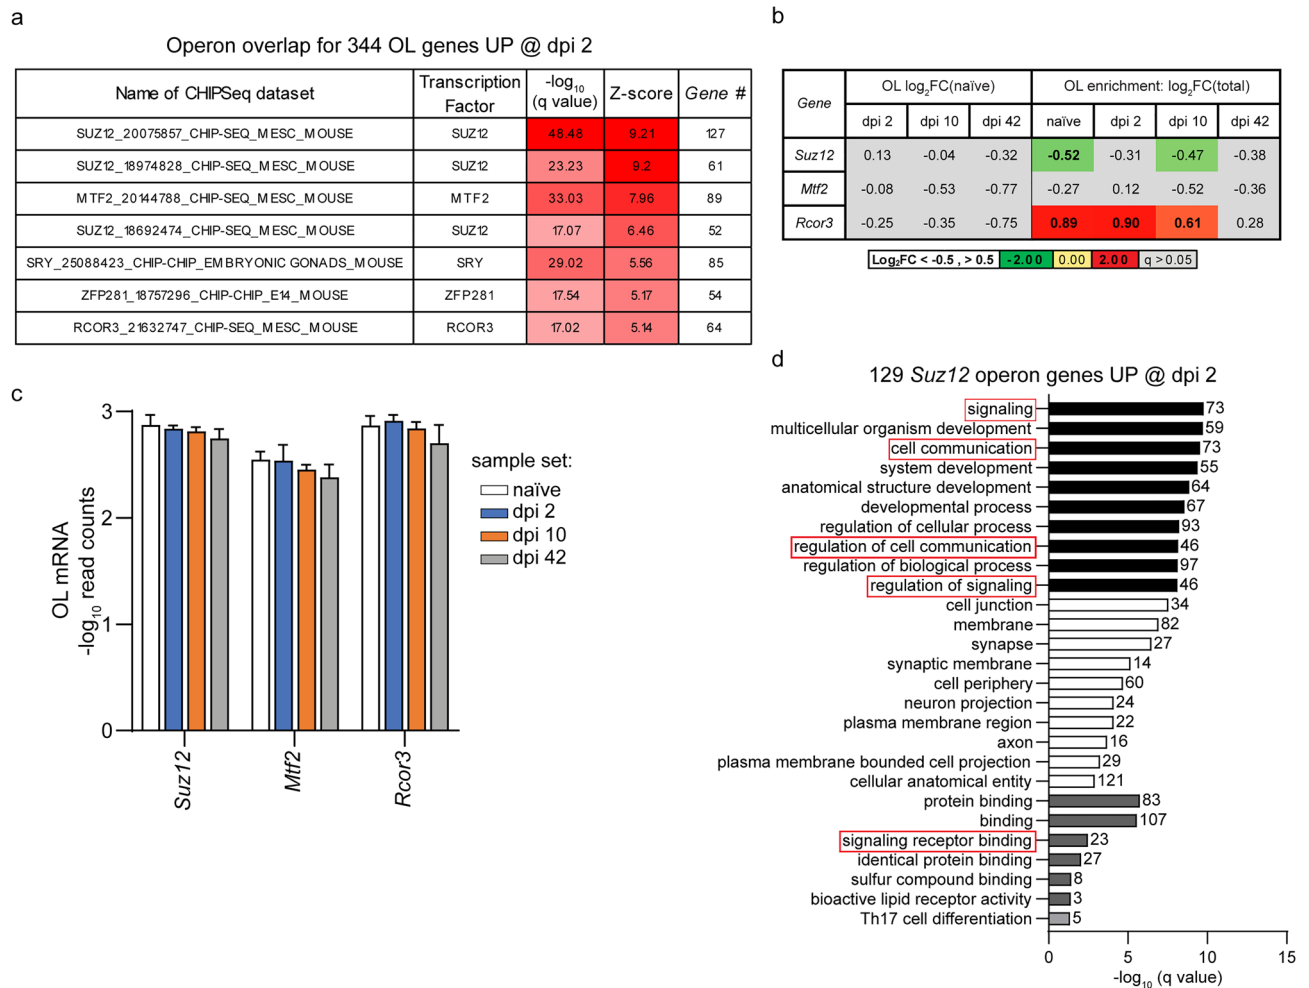 a
Operon overlap for 344 OL genes UP @ dpi 2
Name of CHIPSeq dataset Transcription Factor -log10 (q value) Z-score Gene #
SUZ12_20075857_CHIP-SEQ_MESC_MOUSE SUZ12 48.48 9.21 127
SUZ12_18974828_CHIP-SEQ_MESC_MOUSE SUZ12 23.23 9.2 61
MTF2_20144788_CHIP-SEQ_MESC_MOUSE MTF2 33.03 7.96 89
SUZ12_18692474_CHIP-SEQ_MESC_MOUSE SUZ12 17.07 6.46 52
SRY_25088423_CHIP-CHIP_EMBRYONIC GONADS_MOUSE SRY 29.02 5.56 85
ZFP281_18757296_CHIP-CHIP_E14_MOUSE ZFP281 17.54 5.17 54
RCOR3_21632747_CHIP-SEQ_MESC_MOUSE RCOR3 17.02 5.14 64
b
Gene OL log2FC(naïve) OL enrichment: log2FC(total)
dpi 2 dpi 10 dpi 42 naïve dpi 2 dpi 10 dpi 42
Suz12 0.13 -0.04 -0.32 -0.52 -0.31 -0.47 -0.38
Mtf2 -0.08 -0.53 -0.77 -0.27 0.12 -0.52 -0.36
Rcor3 -0.25 -0.35 -0.75 0.89 0.90 0.61 0.28
Log2FC < -0.5 , > 0.5 -2.00 0.00 2.00 q > 0.05
c
OL mRNA
-log10 read counts
3
2
1
0
Suz12 Mtf2 Rcor3
sample set:
naïve
dpi 2
dpi 10
dpi 42
d
129 Suz12 operon genes UP @ dpi 2
signaling 73
multicellular organism development 59
cell communication 73
system development 55
anatomical structure development 64
developmental process 67
regulation of cellular process 93
regulation of cell communication 46
regulation of biological process 97
regulation of signaling 46
cell junction 34
membrane 82
synapse 27
synaptic membrane 14
cell periphery 60
neuron projection 24
plasma membrane region 22
axon 16
plasma membrane bounded cell projection 29
cellular anatomical entity 121
protein binding 83
binding 107
signaling receptor binding 23
identical protein binding 27
sulfur compound binding 8
bioactive lipid receptor activity 3
Th17 cell differentiation 5
0 5 10 15
-log10 (q value)